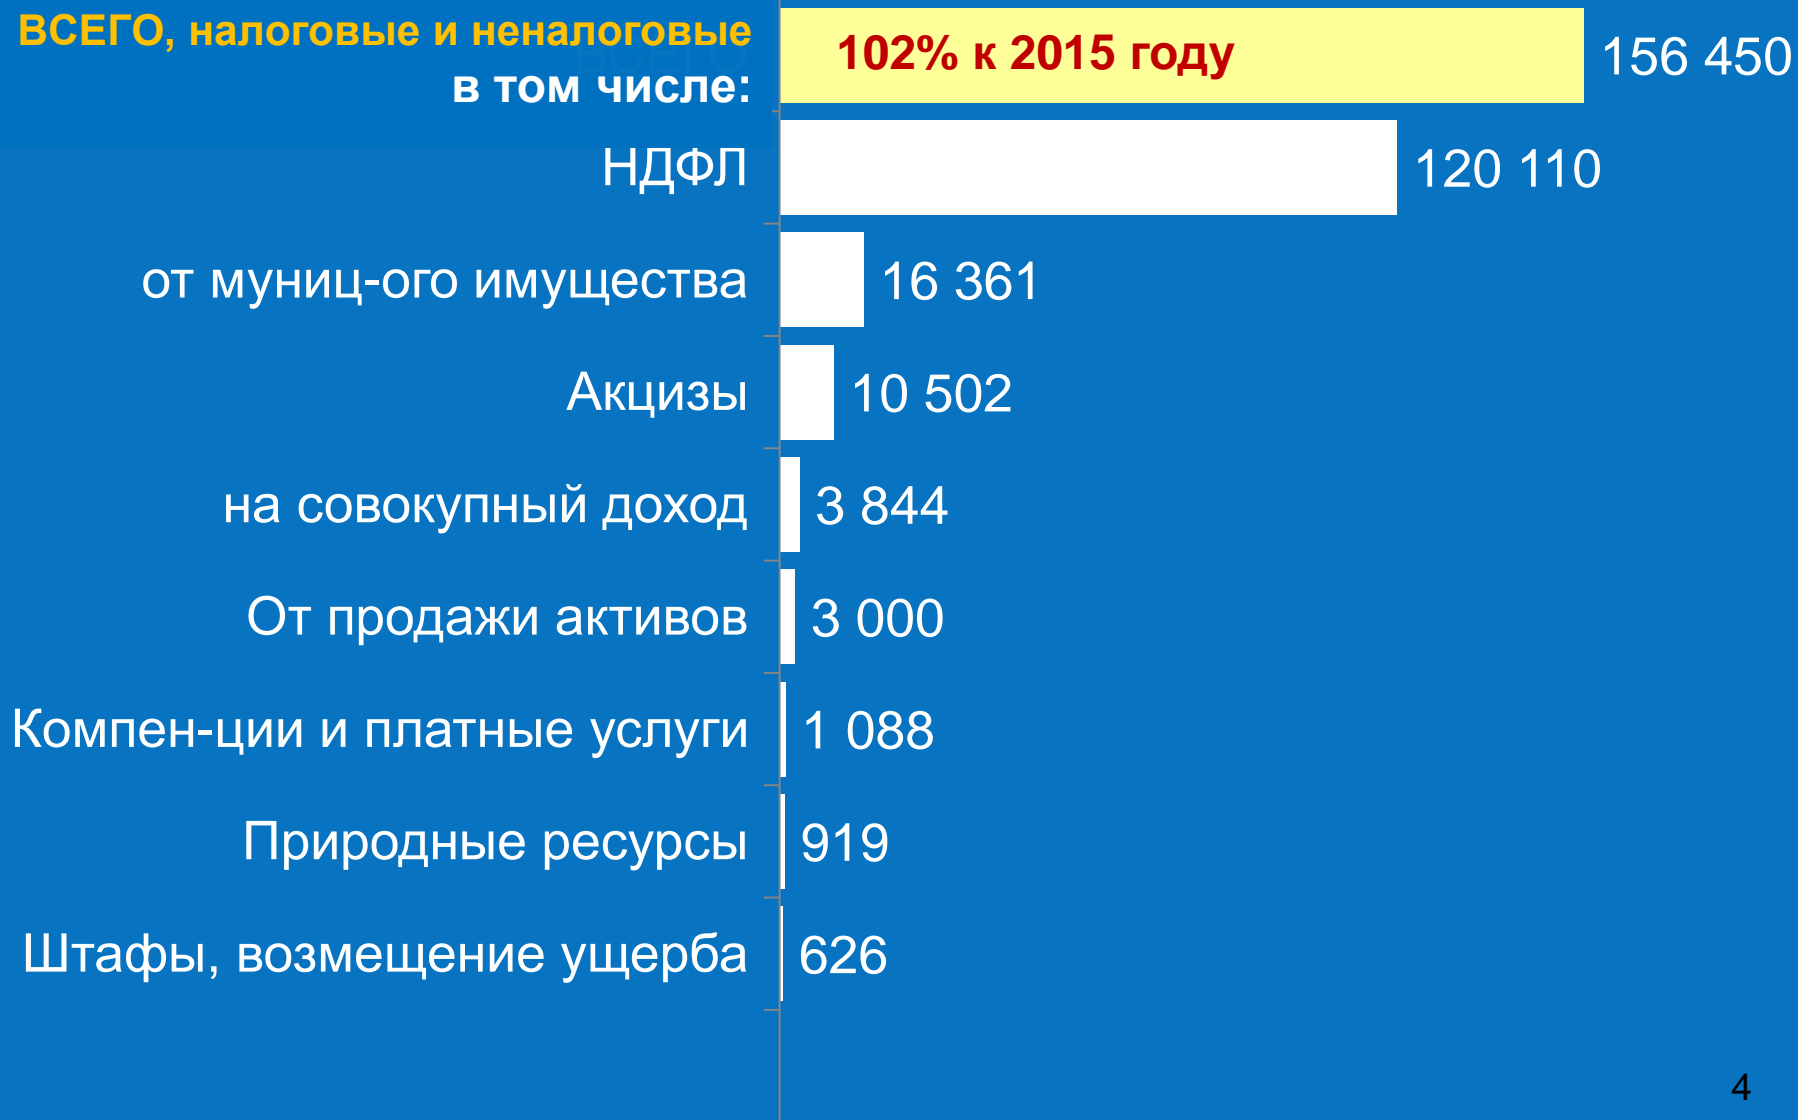 ВСЕГО, налоговые и неналоговые
в том числе:
102% к 2015 году
156 450
НДФЛ 120 110
от муниц-ого имущества 16 361
Акцизы 10 502
на совокупный доход 3 844
От продажи активов 3 000
Компен-ции и платные услуги 1 088
Природные ресурсы 919
Штафы, возмещение ущерба 626
4